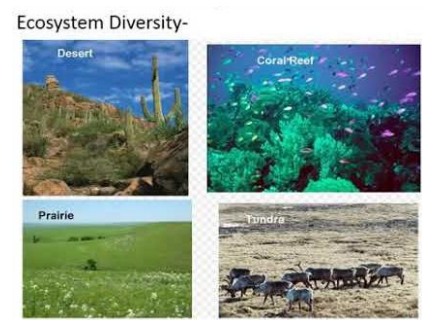 Ecosystem Diversity-
Desert
Coral Reef
Prairie
Tundra